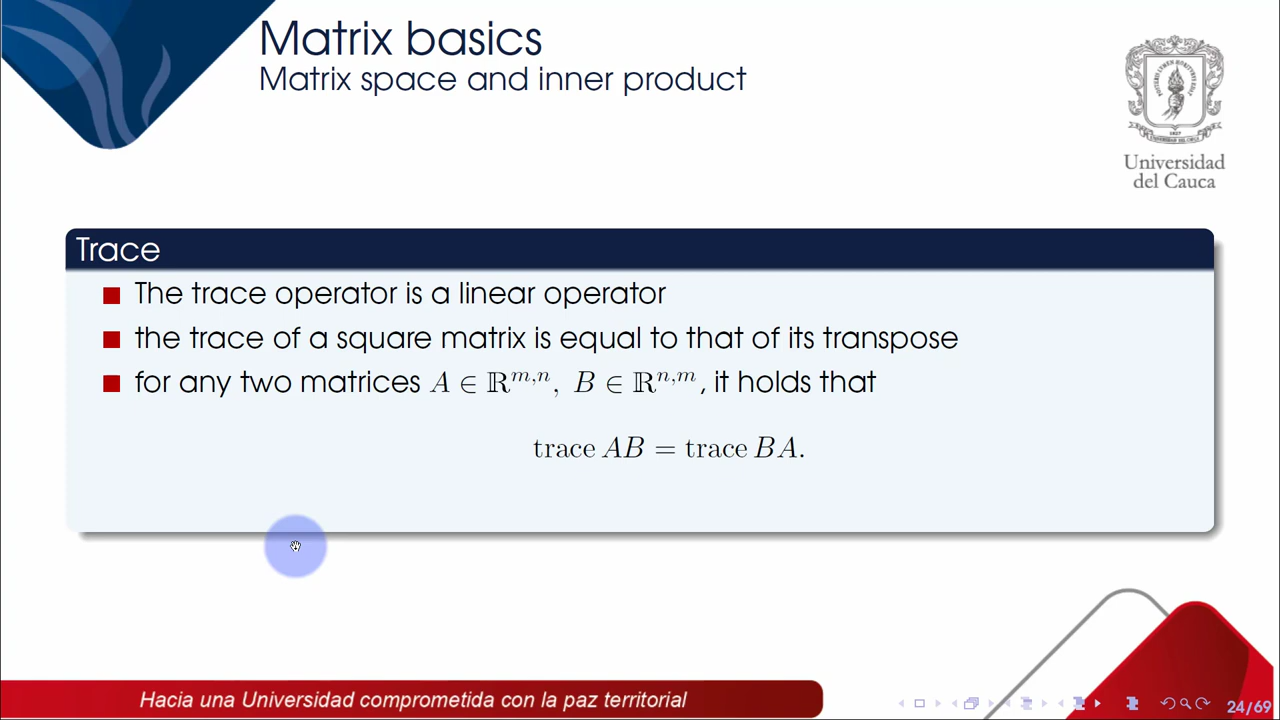 Matrix basics
Matrix space and inner product
Universidad
del Cauca
Trace
The trace operator is a linear operator
the trace of a square matrix is equal to that of its transpose
for any two matrices A ∈ ℝ^{m,n}, B ∈ ℝ^{n,m}, it holds that
trace AB = trace BA.
Hacia una Universidad comprometida con la paz territorial
24/69